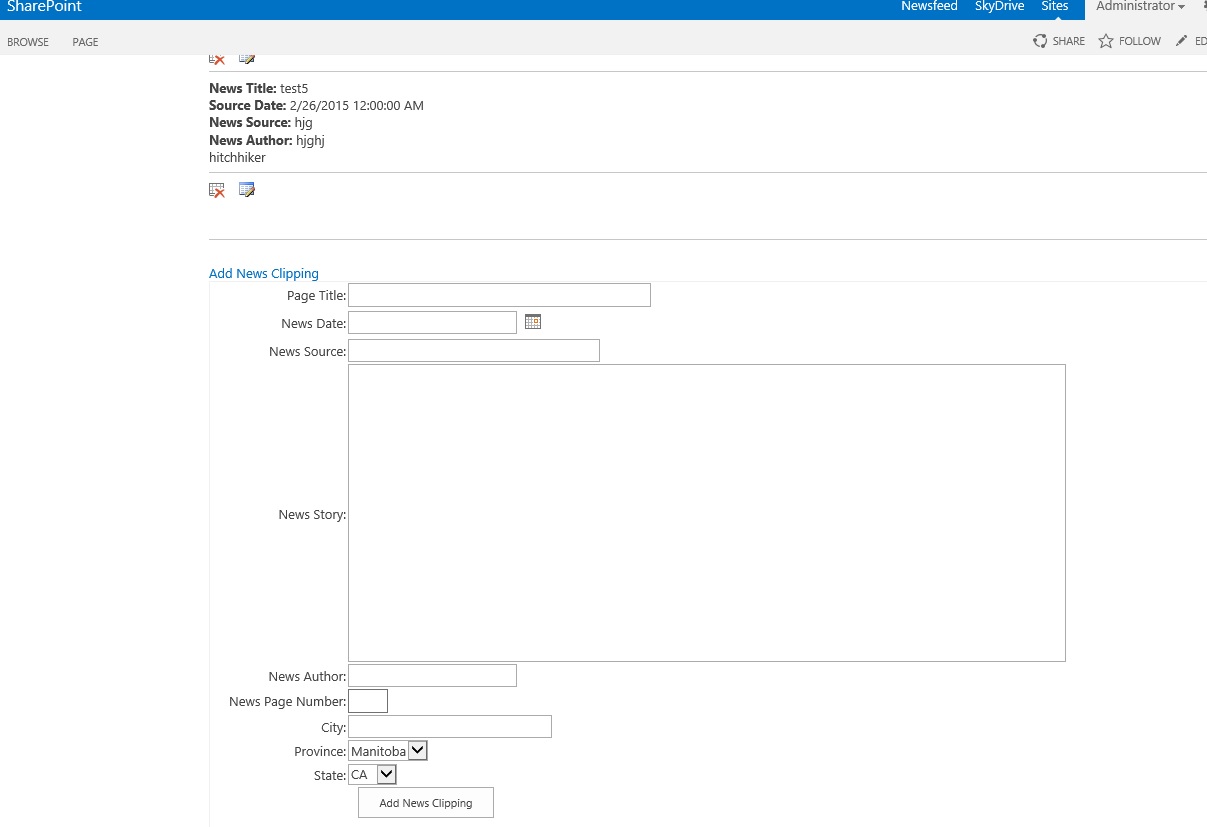 SharePoint
Newsfeed SkyDrive Sites Administrator
BROWSE PAGE SHARE FOLLOW
News Title: test5
Source Date: 2/26/2015 12:00:00 AM
News Source: hjg
News Author: hjghj
hitchhiker
Add News Clipping
Page Title:
News Date:
News Source:
News Story:
News Author:
News Page Number:
City:
Province: Manitoba
State: CA
Add News Clipping